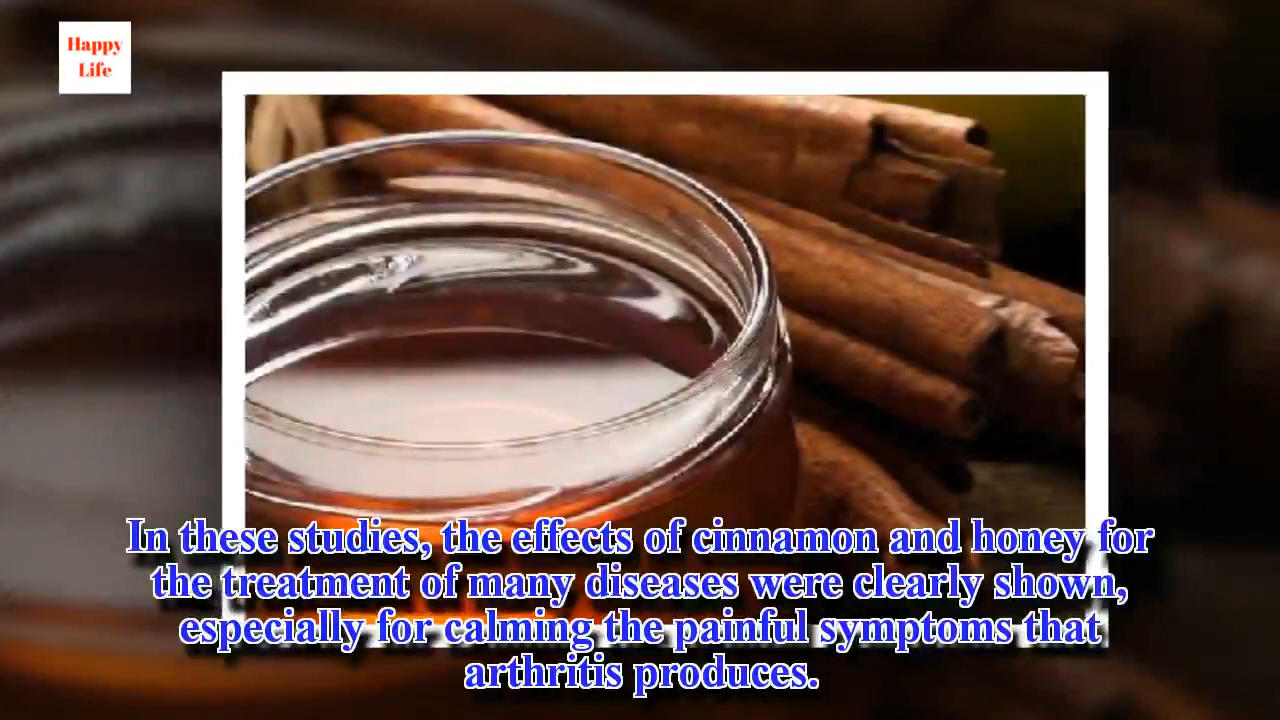 Happy
Life
In these studies, the effects of cinnamon and honey for
the treatment of many diseases were clearly shown,
especially for calming the painful symptoms that
arthritis produces.